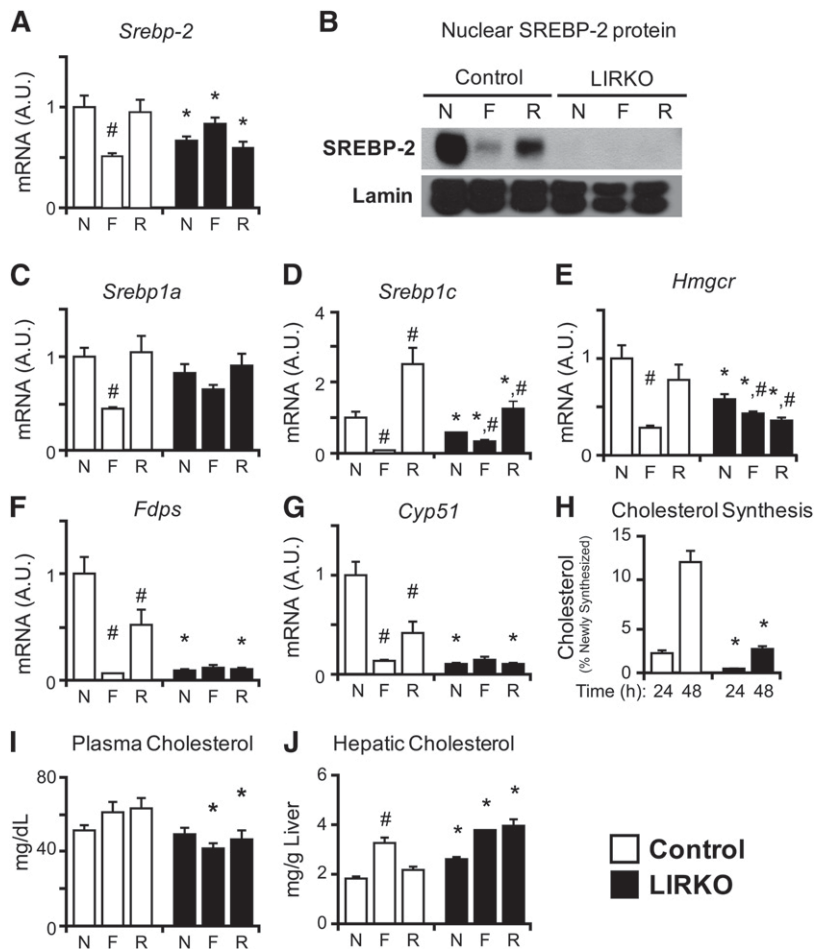 A
Srebp-2
mRNA (A.U.)
1
0
# * * *
N F R N F R
B
Nuclear SREBP-2 protein
Control LIRKO
N F R N F R
SREBP-2
Lamin
C
Srebp1a
mRNA (A.U.)
1
0
#
N F R N F R
D
Srebp1c
mRNA (A.U.)
4
2
0
# # * *,# *,#
N F R N F R
E
Hmgcr
mRNA (A.U.)
1
0
# * *,# *,#
N F R N F R
F
Fdps
mRNA (A.U.)
1
0
# # * *
N F R N F R
G
Cyp51
mRNA (A.U.)
1
0
# # * *
N F R N F R
H
Cholesterol Synthesis
Cholesterol
(% Newly Synthesized)
15
10
5
0
* *
Time (h): 24 48 24 48
I
Plasma Cholesterol
mg/dL
80
40
0
* *
N F R N F R
J
Hepatic Cholesterol
mg/g Liver
6
4
2
0
# * * *
N F R N F R
Control
LIRKO